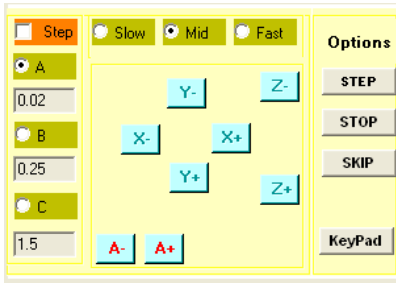 Step
Slow Mid Fast
Options
A
0.02
B
0.25
C
1.5
Y-
Z-
X-
X+
Y+
Z+
A- A+
STEP
STOP
SKIP
KeyPad